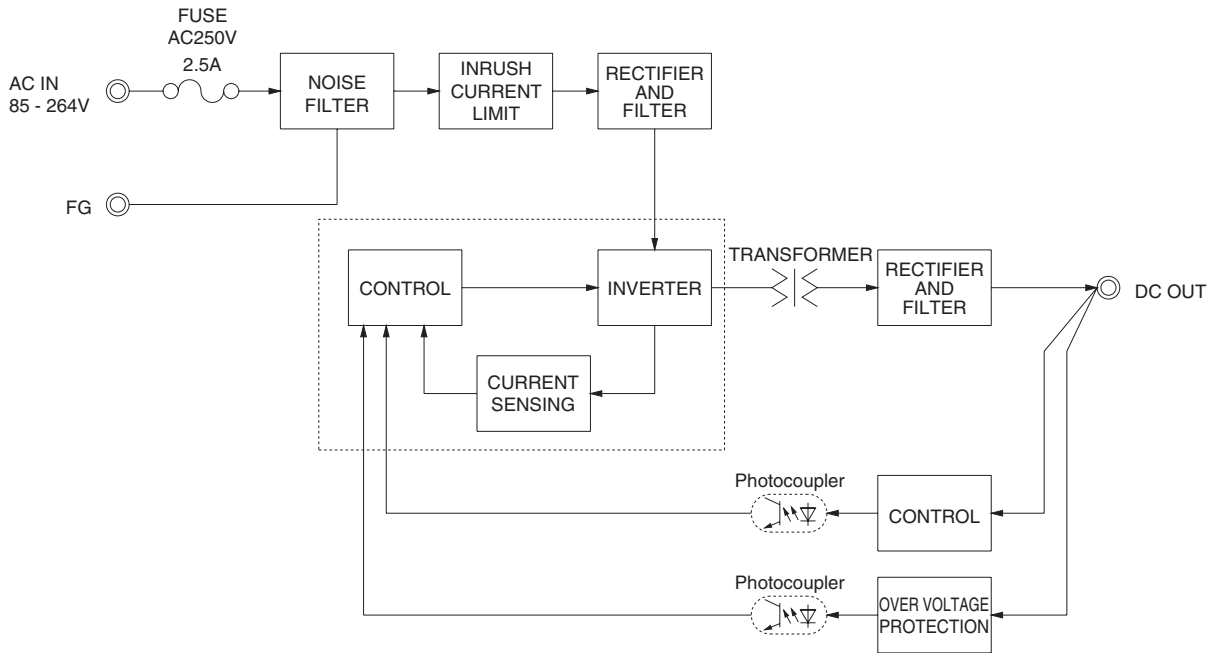 FUSE
AC250V
2.5A
AC IN
85 - 264V
NOISE
FILTER
INRUSH
CURRENT
LIMIT
RECTIFIER
AND
FILTER
FG
CONTROL
INVERTER
TRANSFORMER
RECTIFIER
AND
FILTER
DC OUT
CURRENT
SENSING
Photocoupler
CONTROL
Photocoupler
OVER VOLTAGE
PROTECTION